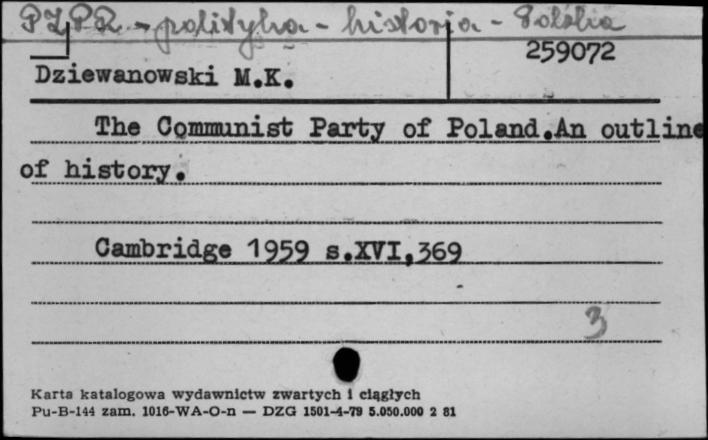 PZPR - polityka - historja - Polska
259072
Dziewanowski M.K.
The Communist Party of Poland.An outline
of history.
Cambridge 1959 s.XVI,369
3
Karta katalogowa wydawnictw zwartych i ciągłych
Pu-B-144 zam. 1016-WA-O-n — DZG 1501-4-79 5.050.000 2 81